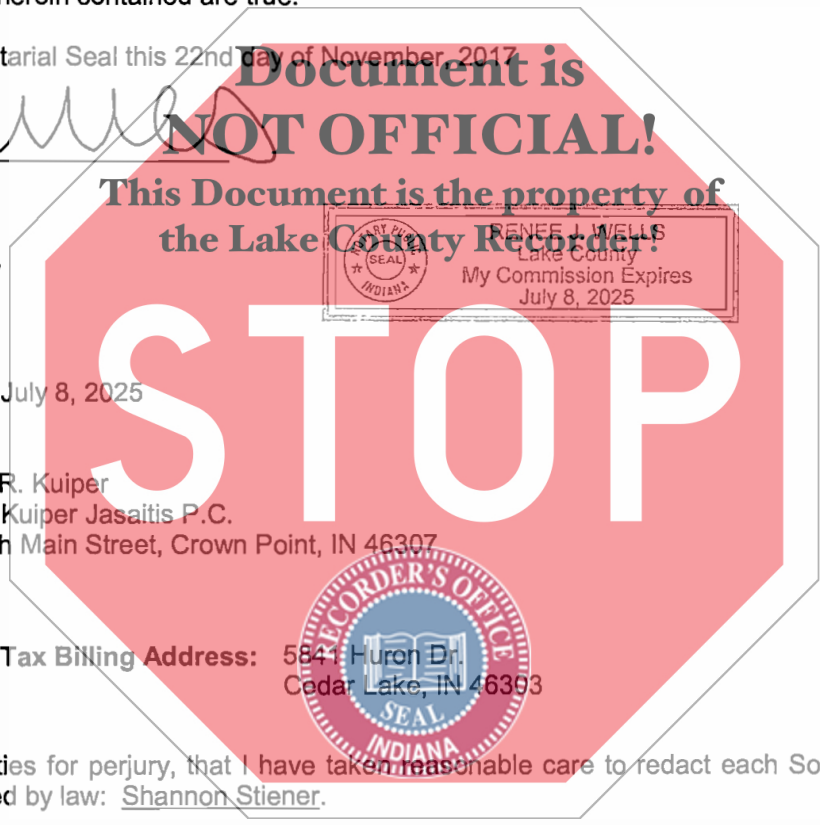 herein contained are true.
tarial Seal this 22nd day of November, 2017
Document is
NOT OFFICIAL!
This Document is the property of
the Lake County Recorder!
NOTARY PUBLIC
SEAL
INDIANA
RENEE J. WELLS
Lake County
My Commission Expires
July 8, 2025
STOP
July 8, 2025
R. Kuiper
Kuiper Jasaitis P.C.
h Main Street, Crown Point, IN 46307
Tax Billing Address: 5841 Huron Dr.
Cedar Lake, IN 46303
RECORDER'S OFFICE
SEAL
INDIANA
ties for perjury, that I have taken reasonable care to redact each So
d by law: Shannon Stiener.